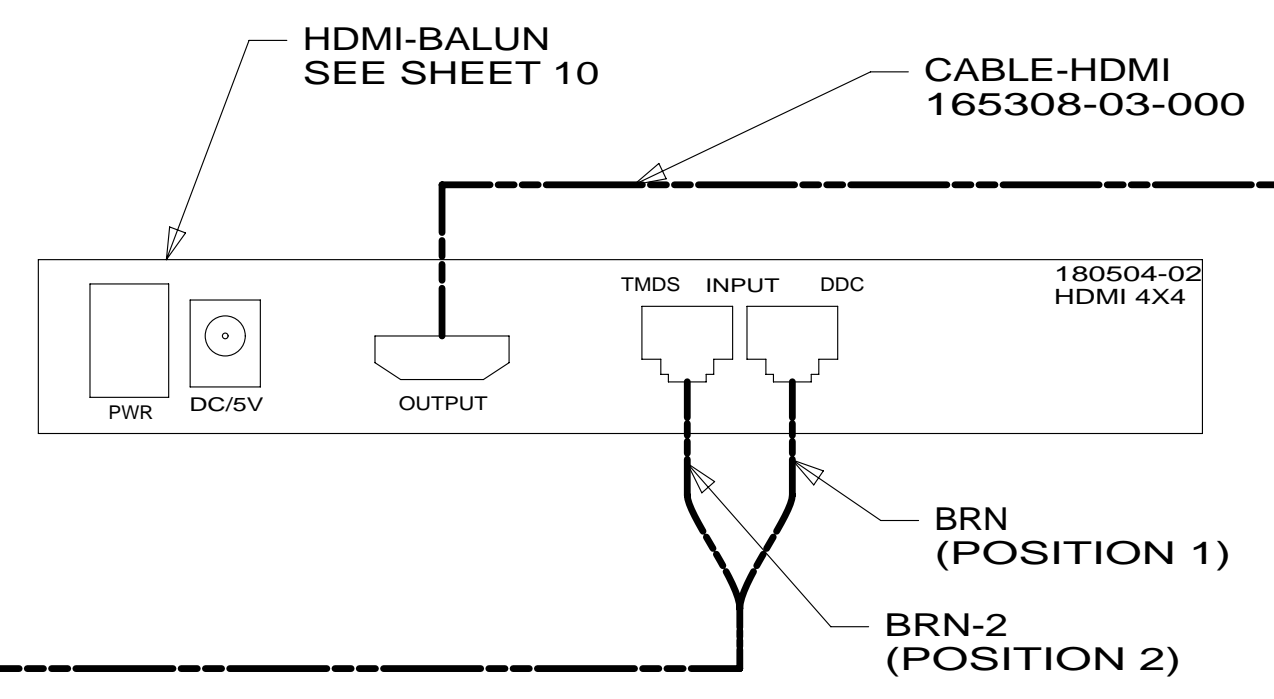 HDMI-BALUN
SEE SHEET 10
CABLE-HDMI
165308-03-000
TMDS INPUT DDC
180504-02
HDMI 4X4
PWR
DC/5V
OUTPUT
BRN
(POSITION 1)
BRN-2
(POSITION 2)